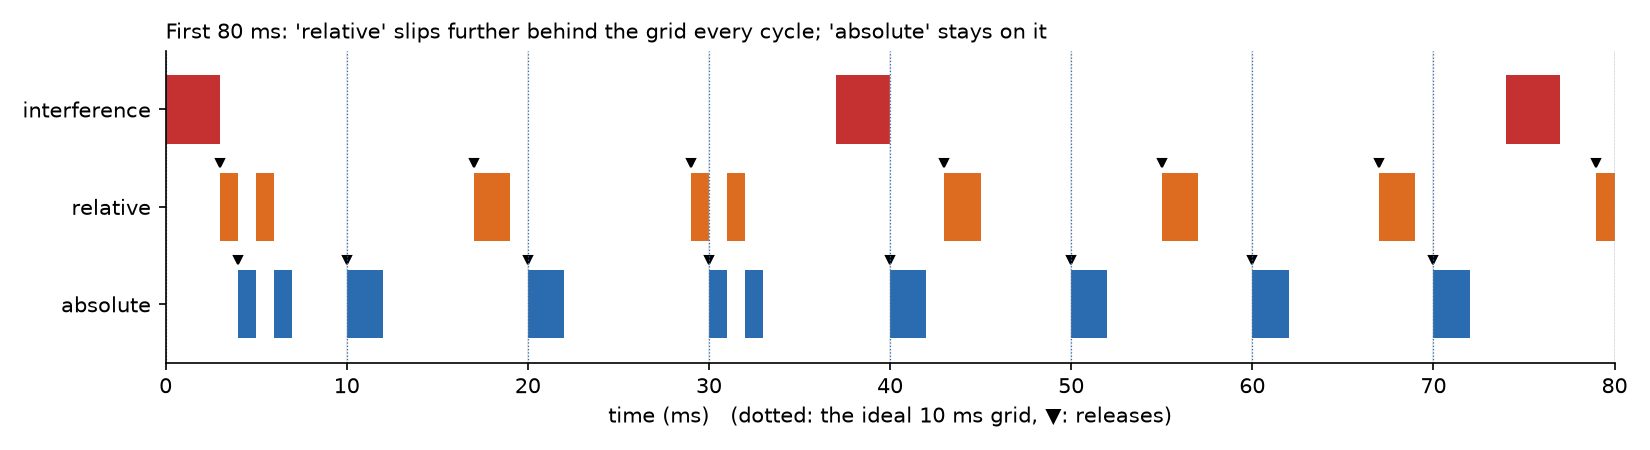 First 80 ms: 'relative' slips further behind the grid every cycle; 'absolute' stays on it
interference
relative
absolute
0 10 20 30 40 50 60 70 80
time (ms) (dotted: the ideal 10 ms grid, ▼: releases)